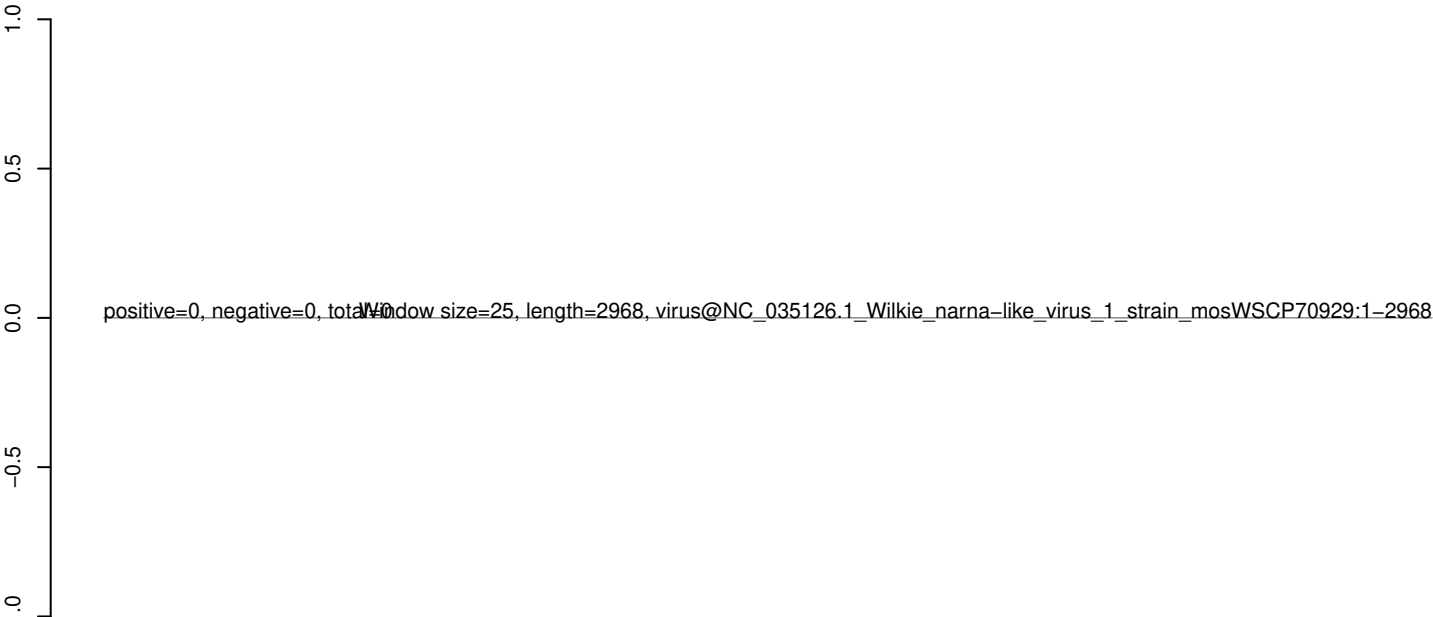 1.0
0.5
positive=0, negative=0, total=0
Window size=25, length=2968, virus@NC_035126.1_Wilkie_narna−like_virus_1_strain_mosWSCP70929:1−2968
0.0
−0.5
.0